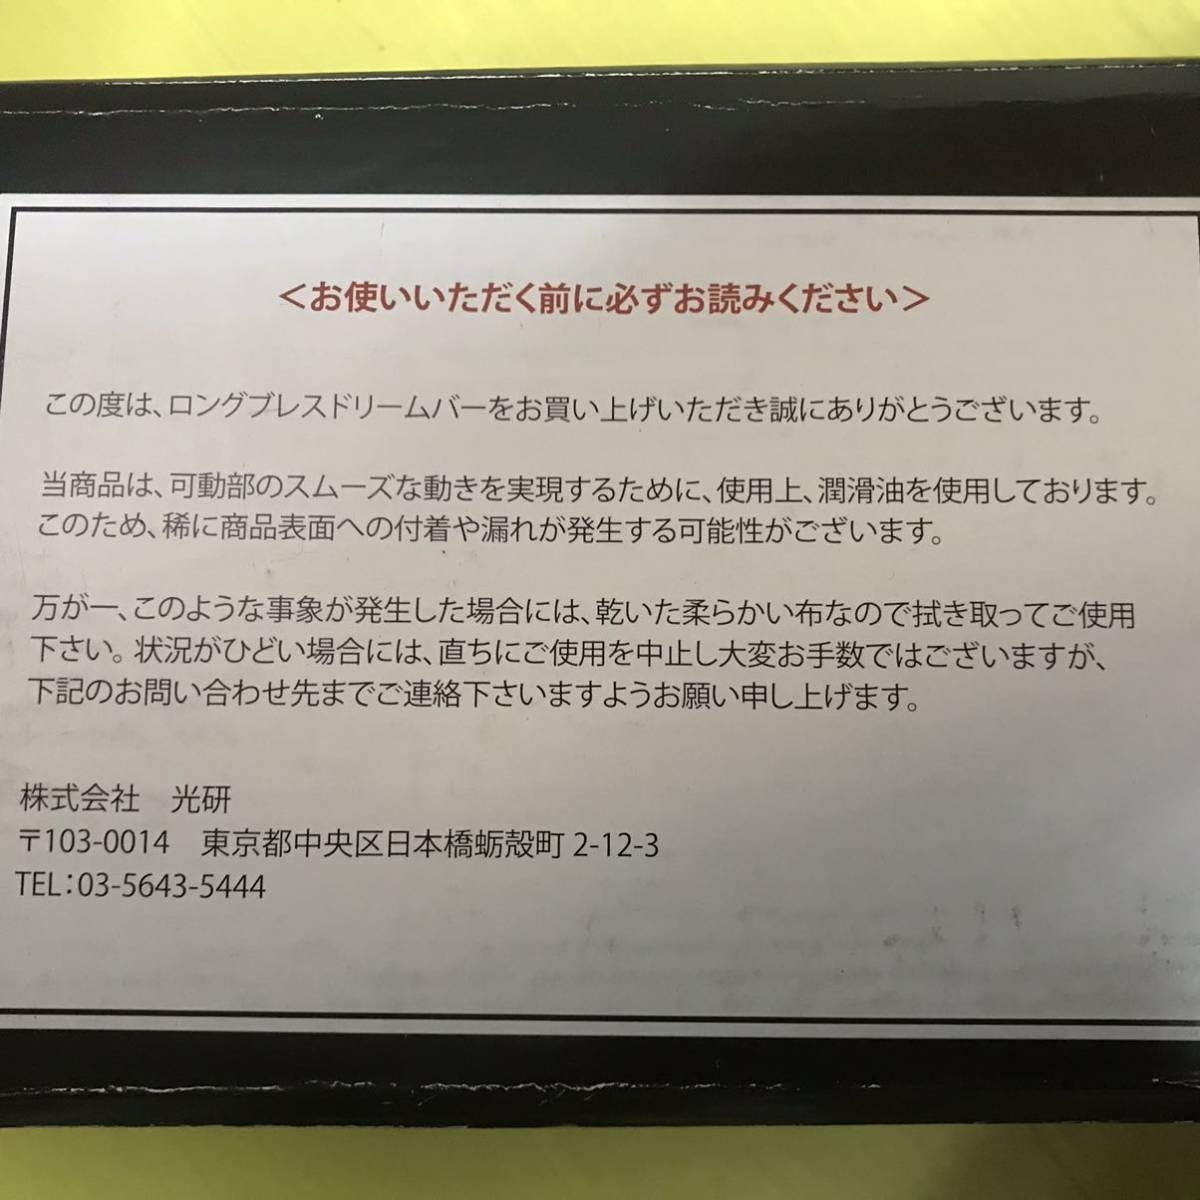 ＜お使いいただく前に必ずお読みください＞
この度は、ロングブレスドリームバーをお買い上げいただき誠にありがとうございます。
当商品は、可動部のスムーズな動きを実現するために、使用上、潤滑油を使用しております。
このため、稀に商品表面への付着や漏れが発生する可能性がございます。
万が一、このような事象が発生した場合には、乾いた柔らかい布なので拭き取ってご使用
下さい。状況がひどい場合には、直ちにご使用を中止し大変お手数ではございますが、
下記のお問い合わせ先までご連絡下さいますようお願い申し上げます。
株式会社　光研
〒103-0014　東京都中央区日本橋蛎殻町 2-12-3
TEL：03-5643-5444